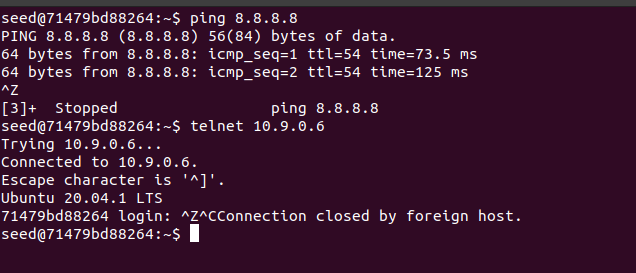 seed@71479bd88264:~$ ping 8.8.8.8
PING 8.8.8.8 (8.8.8.8) 56(84) bytes of data.
64 bytes from 8.8.8.8: icmp_seq=1 ttl=54 time=73.5 ms
64 bytes from 8.8.8.8: icmp_seq=2 ttl=54 time=125 ms
^Z
[3]+  Stopped                 ping 8.8.8.8
seed@71479bd88264:~$ telnet 10.9.0.6
Trying 10.9.0.6...
Connected to 10.9.0.6.
Escape character is '^]'.
Ubuntu 20.04.1 LTS
71479bd88264 login: ^Z^CConnection closed by foreign host.
seed@71479bd88264:~$